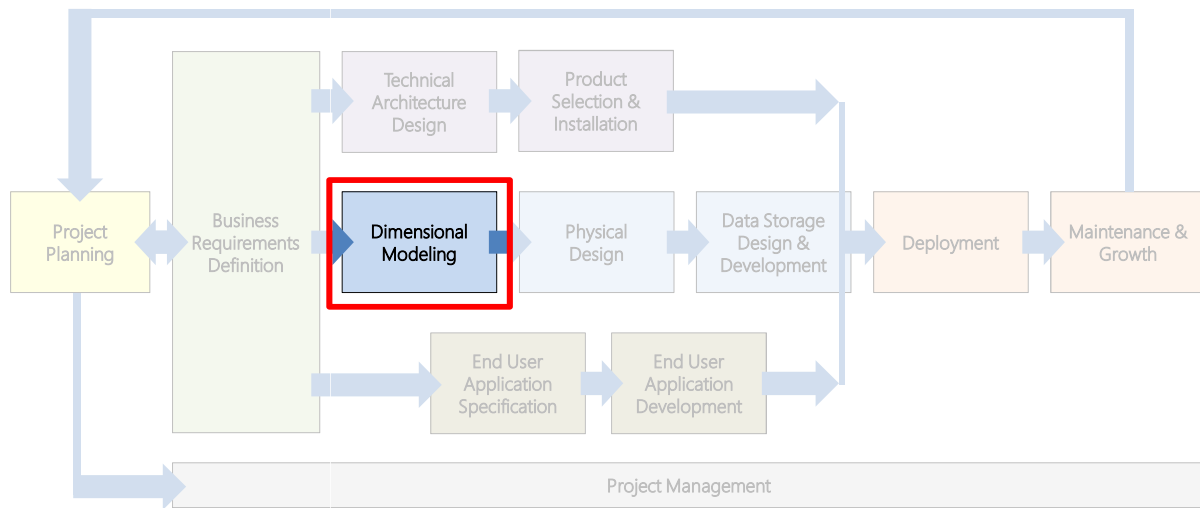 Technical
Architecture
Design
Product
Selection &
Installation
Project
Planning
Business
Requirements
Definition
Dimensional
Modeling
Physical
Design
Data Storage
Design &
Development
Deployment
Maintenance &
Growth
End User
Application
Specification
End User
Application
Development
Project Management